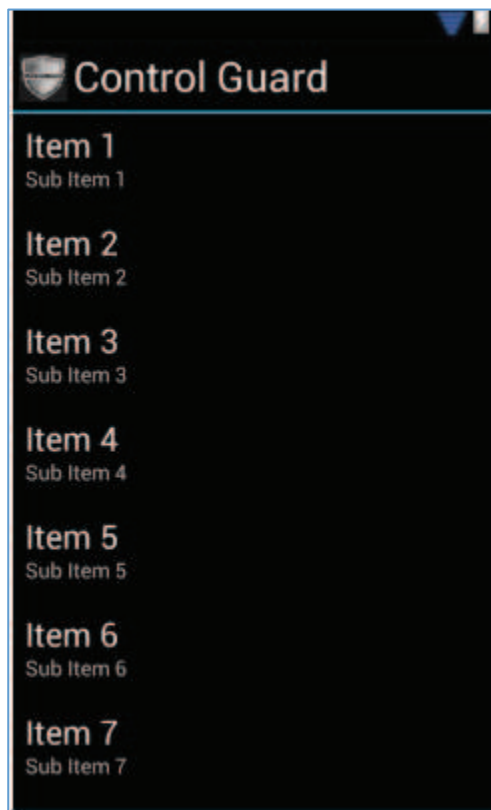 Control Guard
Item 1
Sub Item 1
Item 2
Sub Item 2
Item 3
Sub Item 3
Item 4
Sub Item 4
Item 5
Sub Item 5
Item 6
Sub Item 6
Item 7
Sub Item 7